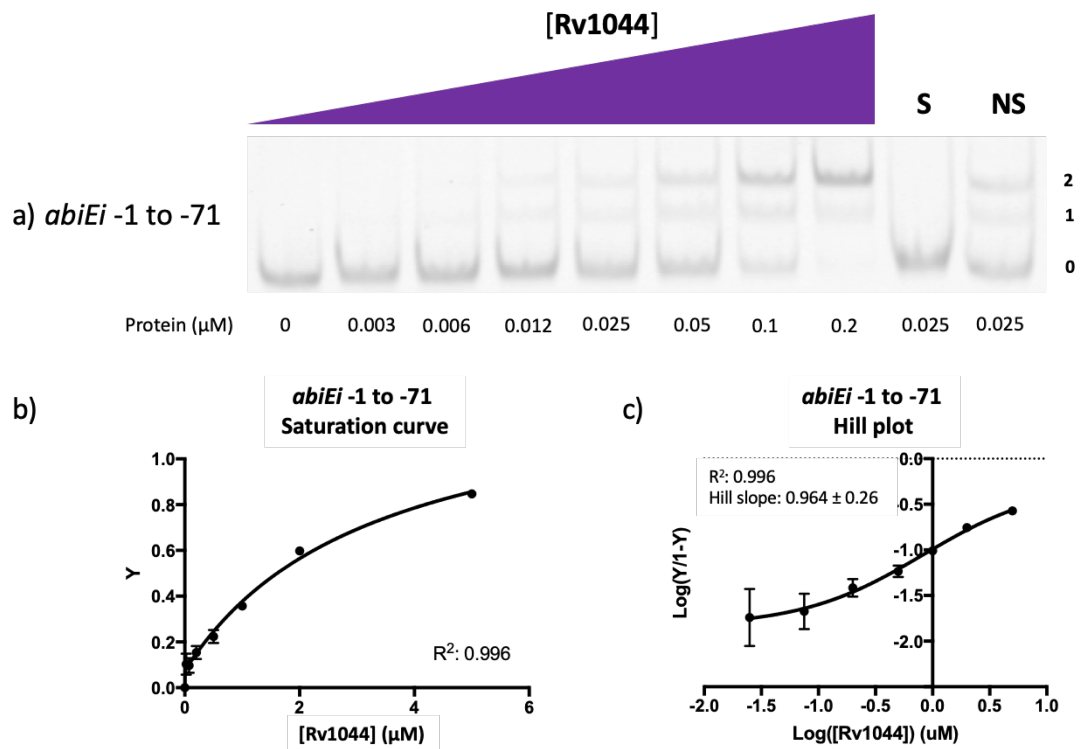 [Rv1044]
S NS
2
a) abiEi -1 to -71
1
0
Protein (μM) 0 0.003 0.006 0.012 0.025 0.05 0.1 0.2 0.025 0.025
b)
abiEi -1 to -71
Saturation curve
1.0
0.8
0.6
0.4
0.2
0.0
Y
R²: 0.996
0 2 4 6
[Rv1044] (μM)
c)
abiEi -1 to -71
Hill plot
R²: 0.996
Hill slope: 0.964 ± 0.26
0.0
-0.5
-1.0
-1.5
-2.0
Log(Y/1-Y)
-2.0 -1.5 -1.0 -0.5 0.0 0.5 1.0
Log([Rv1044]) (uM)